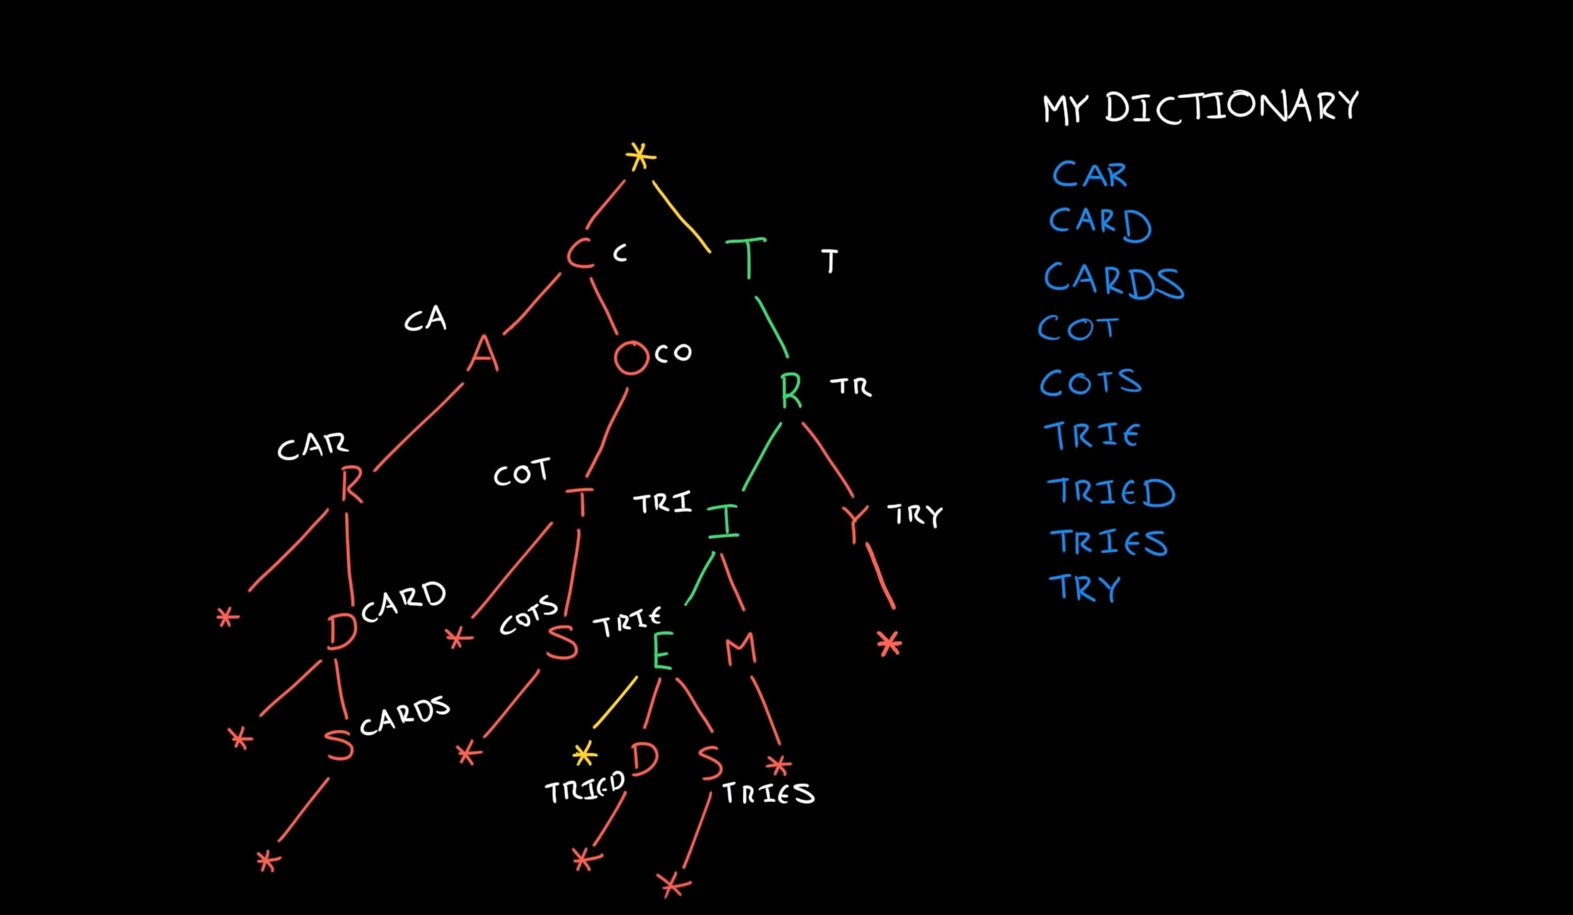 MY DICTIONARY
CAR
CARD
CARDS
COT
COTS
TRIE
TRIED
TRIES
TRY
*
C C T T
CA
A O CO
R TR
CAR
R COT T TRI I Y TRY
* D CARD * COTS S TRIE E M *
* S CARDS * * D S *
TRIED TRIES
* * *